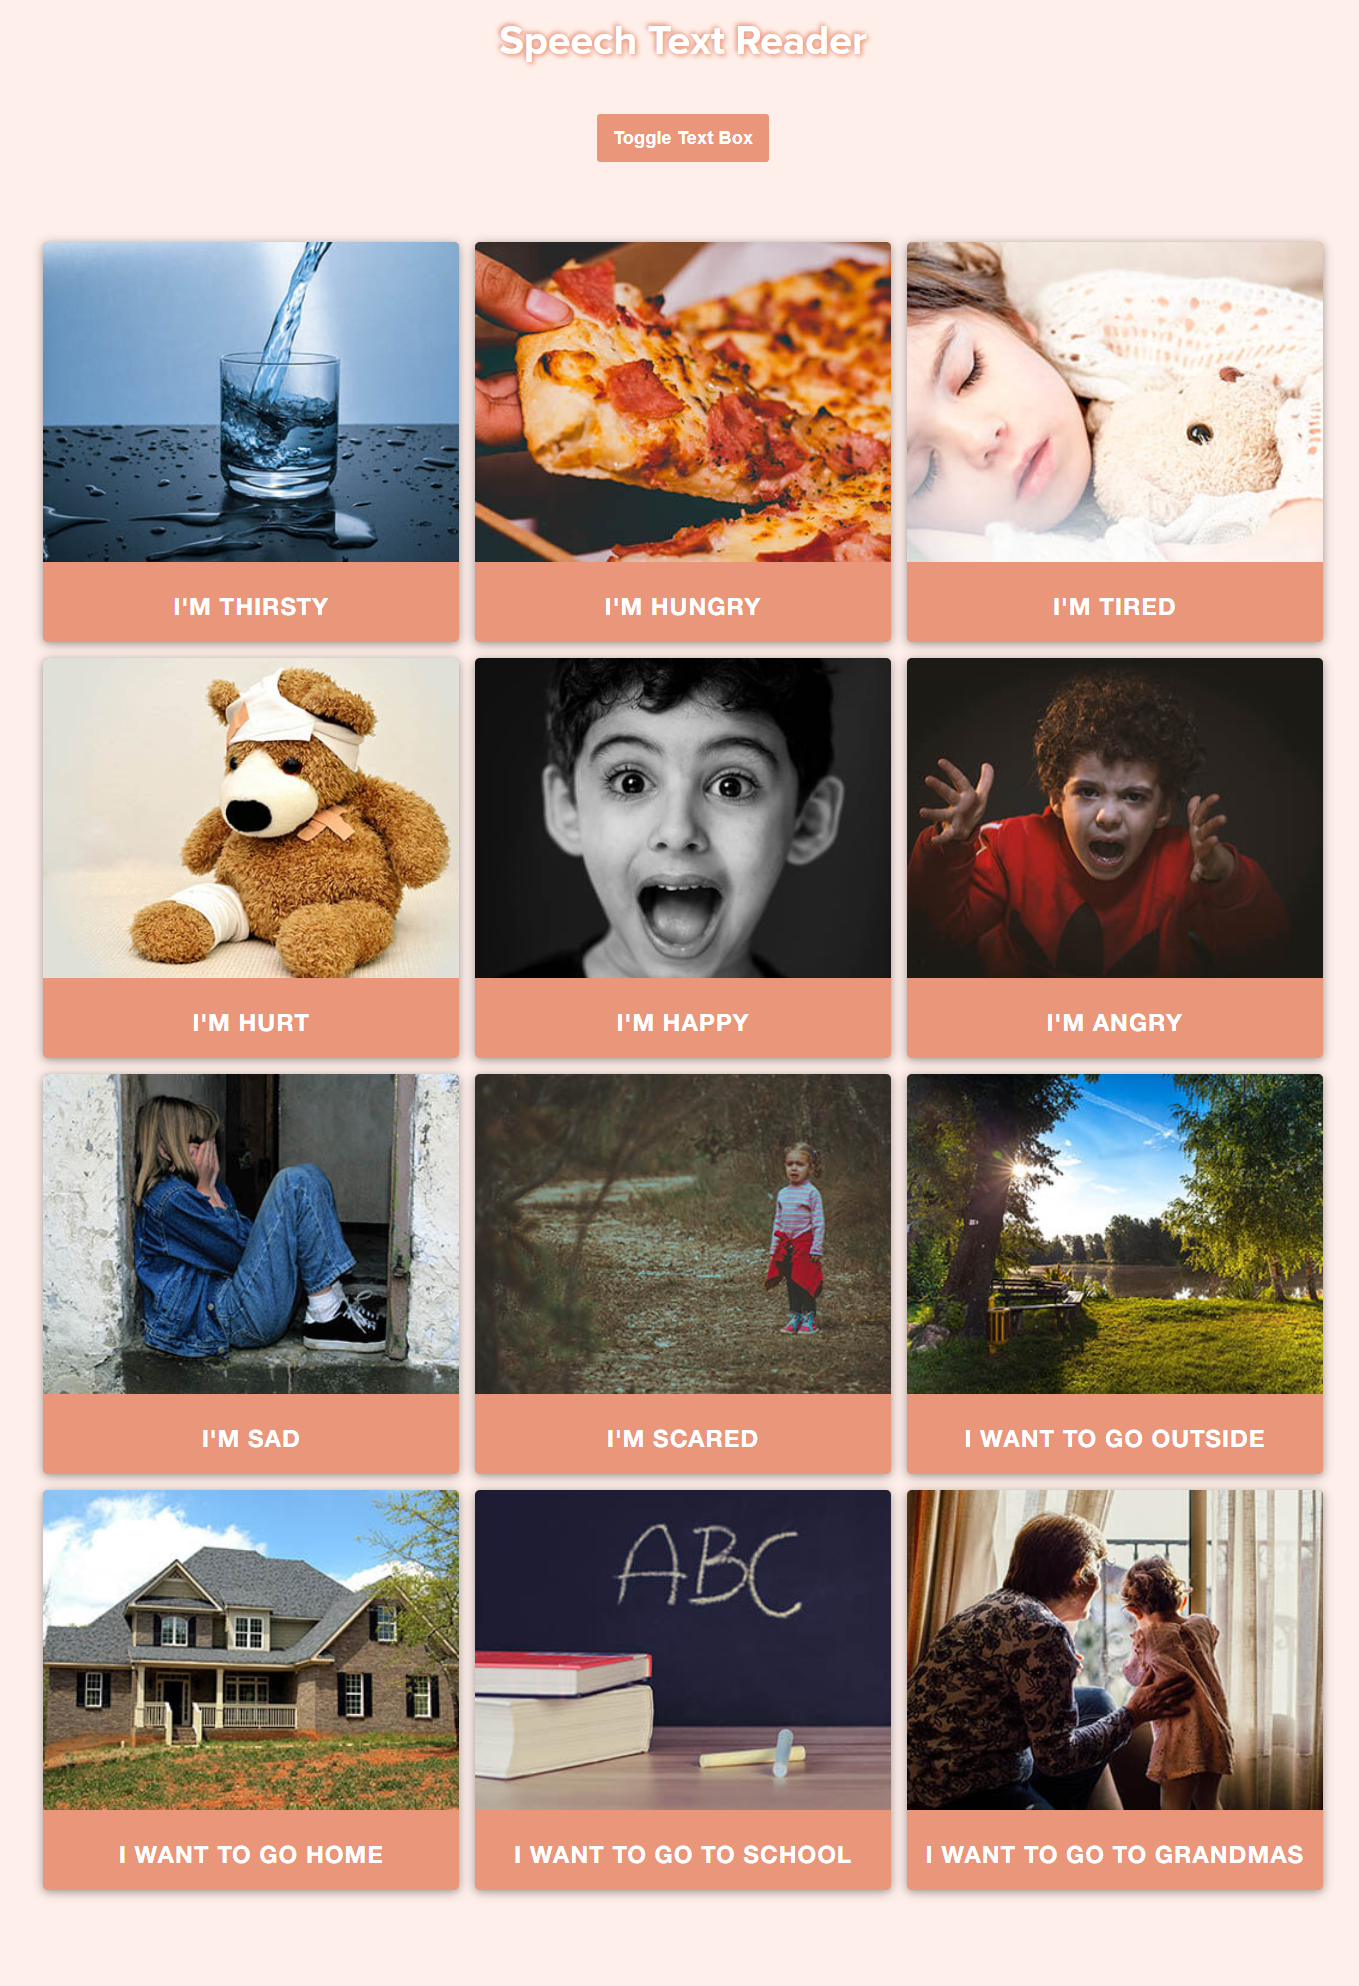 Speech Text Reader
Toggle Text Box
I'M THIRSTY
I'M HUNGRY
I'M TIRED
I'M HURT
I'M HAPPY
I'M ANGRY
I'M SAD
I'M SCARED
I WANT TO GO OUTSIDE
ABC
I WANT TO GO HOME
I WANT TO GO TO SCHOOL
I WANT TO GO TO GRANDMAS